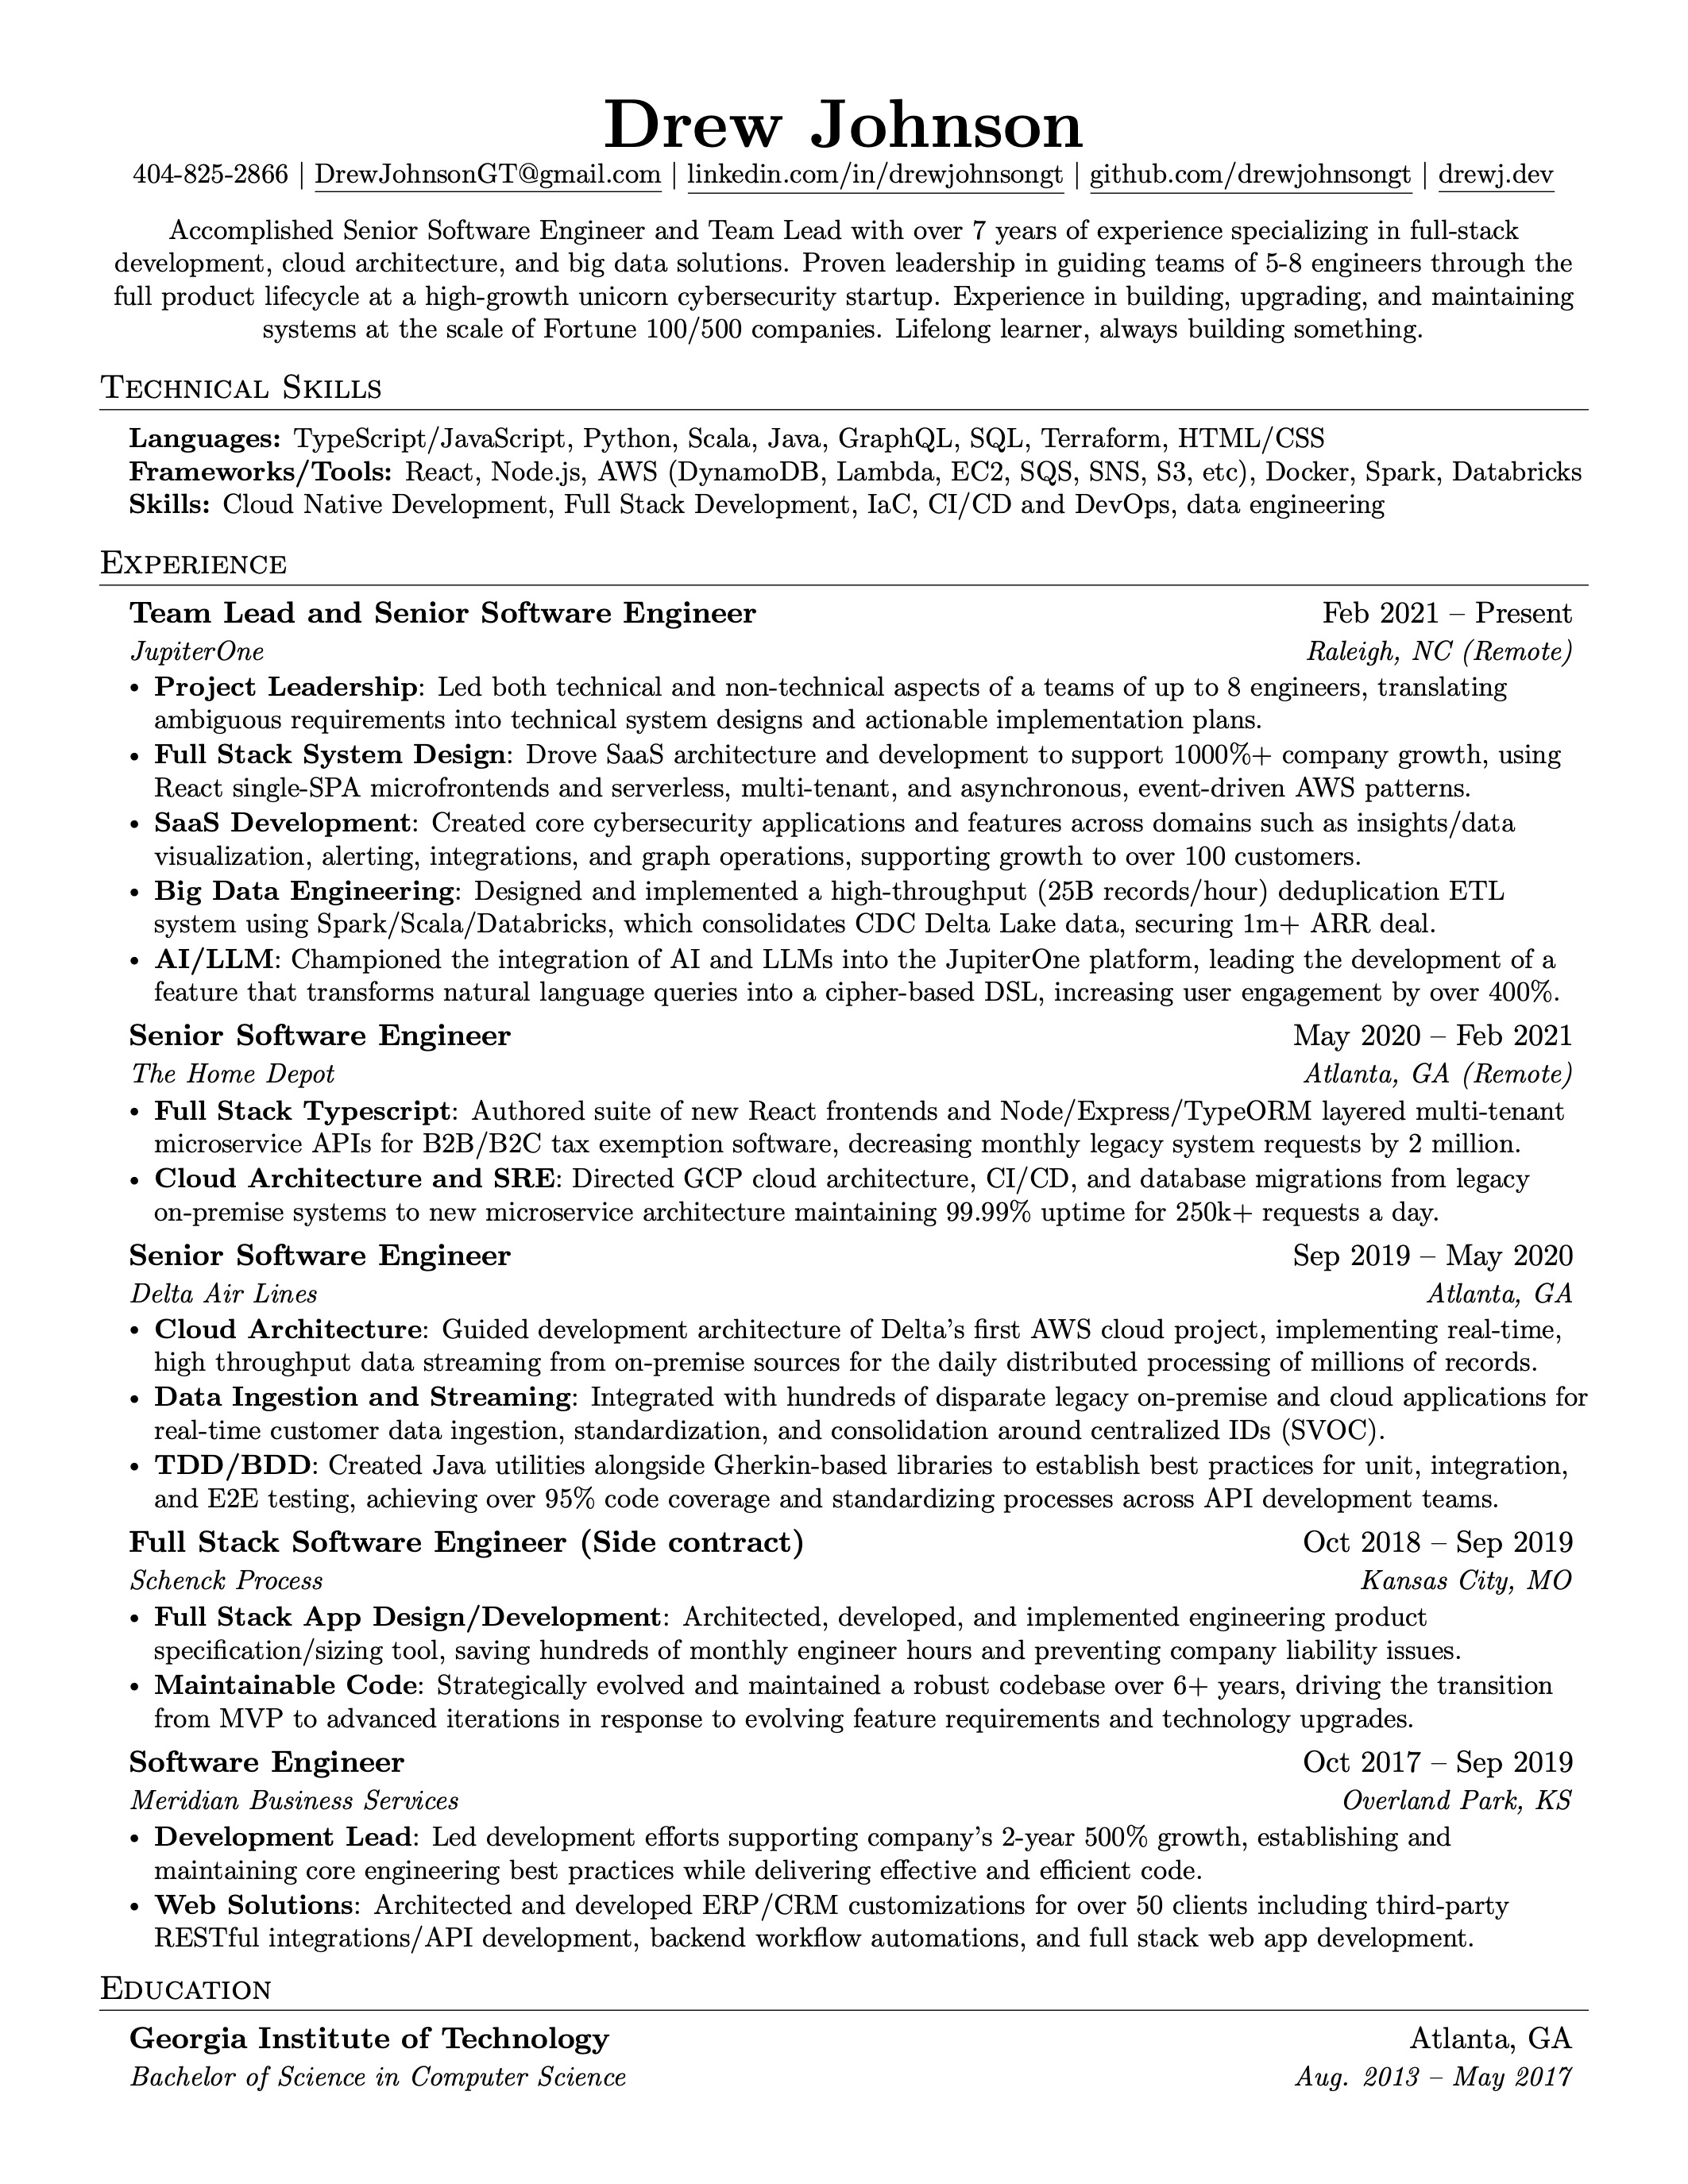 Drew Johnson
404-825-2866 | DrewJohnsonGT@gmail.com | linkedin.com/in/drewjohnsongt | github.com/drewjohnsongt | drewj.dev
Accomplished Senior Software Engineer and Team Lead with over 7 years of experience specializing in full-stack
development, cloud architecture, and big data solutions. Proven leadership in guiding teams of 5-8 engineers through the
full product lifecycle at a high-growth unicorn cybersecurity startup. Experience in building, upgrading, and maintaining
systems at the scale of Fortune 100/500 companies. Lifelong learner, always building something.
Technical Skills
Languages: TypeScript/JavaScript, Python, Scala, Java, GraphQL, SQL, Terraform, HTML/CSS
Frameworks/Tools: React, Node.js, AWS (DynamoDB, Lambda, EC2, SQS, SNS, S3, etc), Docker, Spark, Databricks
Skills: Cloud Native Development, Full Stack Development, IaC, CI/CD and DevOps, data engineering
Experience
Team Lead and Senior Software Engineer Feb 2021 – Present
JupiterOne Raleigh, NC (Remote)
• Project Leadership: Led both technical and non-technical aspects of a teams of up to 8 engineers, translating
ambiguous requirements into technical system designs and actionable implementation plans.
• Full Stack System Design: Drove SaaS architecture and development to support 1000%+ company growth, using
React single-SPA microfrontends and serverless, multi-tenant, and asynchronous, event-driven AWS patterns.
• SaaS Development: Created core cybersecurity applications and features across domains such as insights/data
visualization, alerting, integrations, and graph operations, supporting growth to over 100 customers.
• Big Data Engineering: Designed and implemented a high-throughput (25B records/hour) deduplication ETL
system using Spark/Scala/Databricks, which consolidates CDC Delta Lake data, securing 1m+ ARR deal.
• AI/LLM: Championed the integration of AI and LLMs into the JupiterOne platform, leading the development of a
feature that transforms natural language queries into a cipher-based DSL, increasing user engagement by over 400%.
Senior Software Engineer May 2020 – Feb 2021
The Home Depot Atlanta, GA (Remote)
• Full Stack Typescript: Authored suite of new React frontends and Node/Express/TypeORM layered multi-tenant
microservice APIs for B2B/B2C tax exemption software, decreasing monthly legacy system requests by 2 million.
• Cloud Architecture and SRE: Directed GCP cloud architecture, CI/CD, and database migrations from legacy
on-premise systems to new microservice architecture maintaining 99.99% uptime for 250k+ requests a day.
Senior Software Engineer Sep 2019 – May 2020
Delta Air Lines Atlanta, GA
• Cloud Architecture: Guided development architecture of Delta's first AWS cloud project, implementing real-time,
high throughput data streaming from on-premise sources for the daily distributed processing of millions of records.
• Data Ingestion and Streaming: Integrated with hundreds of disparate legacy on-premise and cloud applications for
real-time customer data ingestion, standardization, and consolidation around centralized IDs (SVOC).
• TDD/BDD: Created Java utilities alongside Gherkin-based libraries to establish best practices for unit, integration,
and E2E testing, achieving over 95% code coverage and standardizing processes across API development teams.
Full Stack Software Engineer (Side contract) Oct 2018 – Sep 2019
Schenck Process Kansas City, MO
• Full Stack App Design/Development: Architected, developed, and implemented engineering product
specification/sizing tool, saving hundreds of monthly engineer hours and preventing company liability issues.
• Maintainable Code: Strategically evolved and maintained a robust codebase over 6+ years, driving the transition
from MVP to advanced iterations in response to evolving feature requirements and technology upgrades.
Software Engineer Oct 2017 – Sep 2019
Meridian Business Services Overland Park, KS
• Development Lead: Led development efforts supporting company's 2-year 500% growth, establishing and
maintaining core engineering best practices while delivering effective and efficient code.
• Web Solutions: Architected and developed ERP/CRM customizations for over 50 clients including third-party
RESTful integrations/API development, backend workflow automations, and full stack web app development.
Education
Georgia Institute of Technology Atlanta, GA
Bachelor of Science in Computer Science Aug. 2013 – May 2017